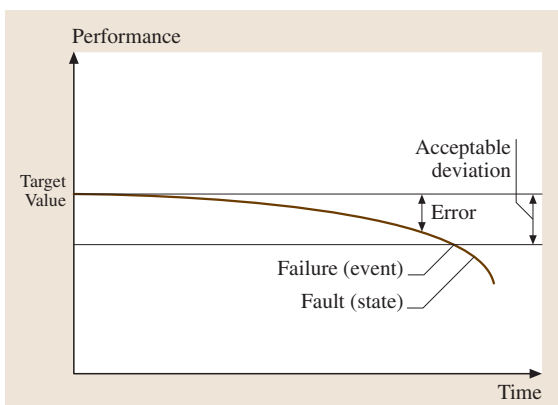 Performance
Acceptable
deviation
Target
Value
Error
Failure (event)
Fault (state)
Time